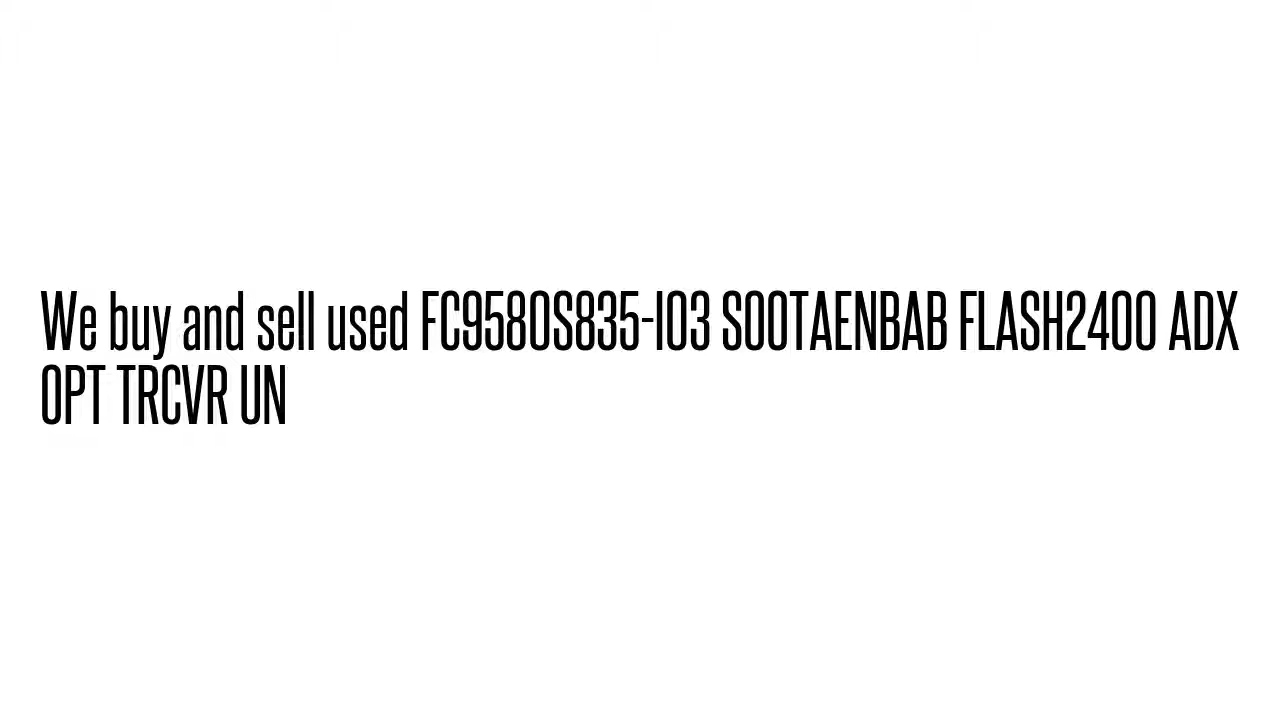 We buy and sell used FC9580S835-I03 S00TAENBAB FLASH2400 ADX
OPT TRCVR UN